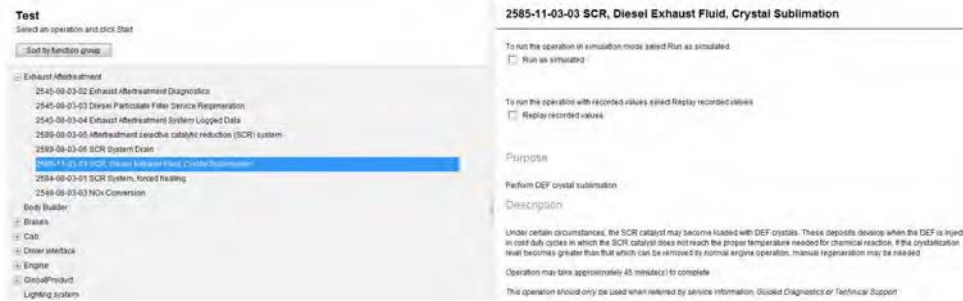 Test
Select an operation and click Start
Sort by function group
Exhaust Aftertreatment
2545-08-03-02 Exhaust Aftertreatment Diagnostics
2545-08-03-03 Diesel Particulate Filter Service Regeneration
2545-08-03-04 Exhaust Aftertreatment System Logged Data
2589-08-03-05 Aftertreatment selective catalytic reduction (SCR) system
2589-08-03-06 SCR System Drain
2585-11-03-03 SCR, Diesel Exhaust Fluid, Crystal Sublimation
2584-08-03-01 SCR System, forced heating
2549-08-03-03 NOx Conversion
Body Builder
Brakes
Cab
Driver interface
Engine
GlobalProduct
Lighting system
2585-11-03-03 SCR, Diesel Exhaust Fluid, Crystal Sublimation
To run the operation in simulation mode select Run as simulated
Run as simulated
To run the operation with recorded values select Replay recorded values
Replay recorded values
Purpose
Perform DEF crystal sublimation
Description
Under certain circumstances, the SCR catalyst may become loaded with DEF crystals. These deposits develop when the DEF is inject
in cold duty cycles in which the SCR catalyst does not reach the proper temperature needed for chemical reaction. If the crystallization
level becomes greater than that which can be removed by normal engine operation, manual regeneration may be needed
Operation may take approximately 45 minute(s) to complete
This operation should only be used when referred by service information, Guided Diagnostics or Technical Support